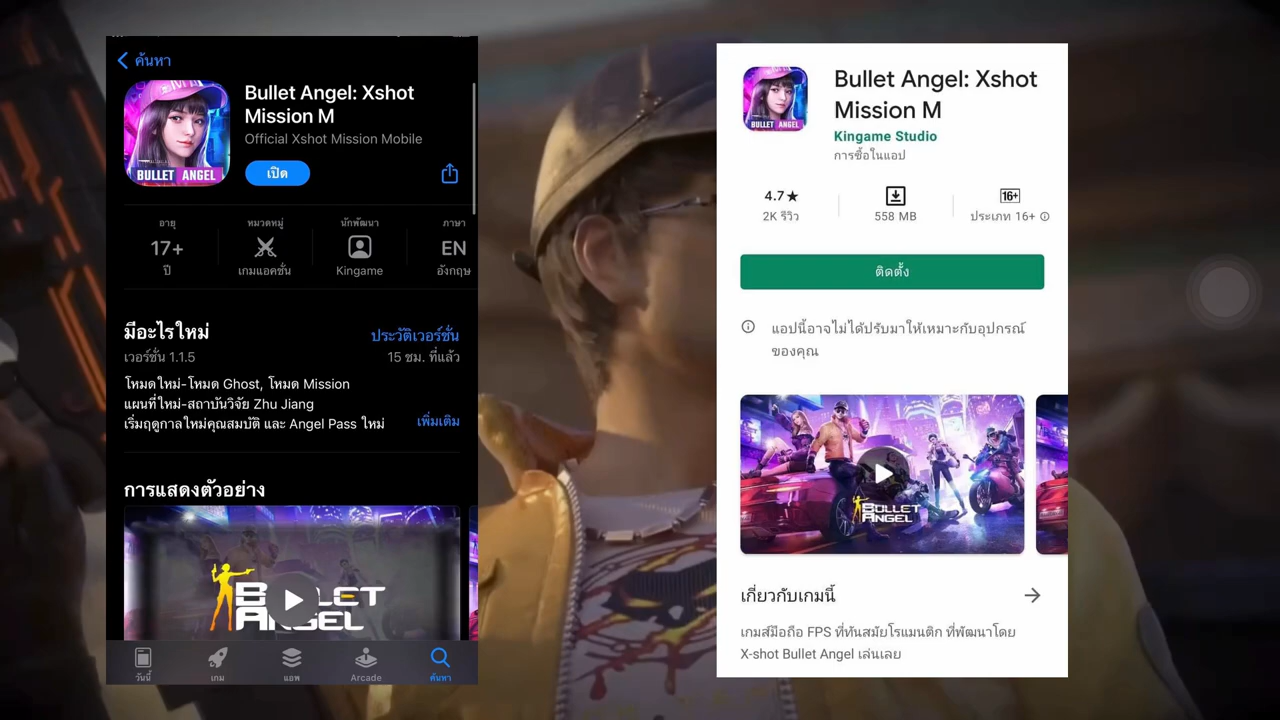 ค้นหา
Bullet Angel: Xshot
Mission M
Official Xshot Mission Mobile
เปิด
BULLET ANGEL
อายุ
17+
ปี
หมวดหมู่
เกมแอคชั่น
นักพัฒนา
Kingame
ภาษา
EN
อังกฤษ
มีอะไรใหม่
ประวัติเวอร์ชั่น
เวอร์ชั่น 1.1.5
15 ชม. ที่แล้ว
โหมดใหม่-โหมด Ghost, โหมด Mission
แผนที่ใหม่-สถาบันวิจัย Zhu Jiang
เริ่มฤดูกาลใหม่คุณสมบัติ และ Angel Pass ใหม่
เพิ่มเติม
การแสดงตัวอย่าง
BULLET
ANGEL
วันนี้
เกม
แอพ
Arcade
ค้นหา
Bullet Angel: Xshot
Mission M
Kingame Studio
การซื้อในแอป
BULLET ANGEL
4.7★
2K รีวิว
558 MB
16+
ประเภท 16+
ติดตั้ง
แอปนี้อาจไม่ได้ปรับมาให้เหมาะกับอุปกรณ์
ของคุณ
BULLET
ANGEL
เกี่ยวกับเกมนี้
เกมส์มือถือ FPS ที่ทันสมัยโรแมนติก ที่พัฒนาโดย
X-shot Bullet Angel เล่นเลย